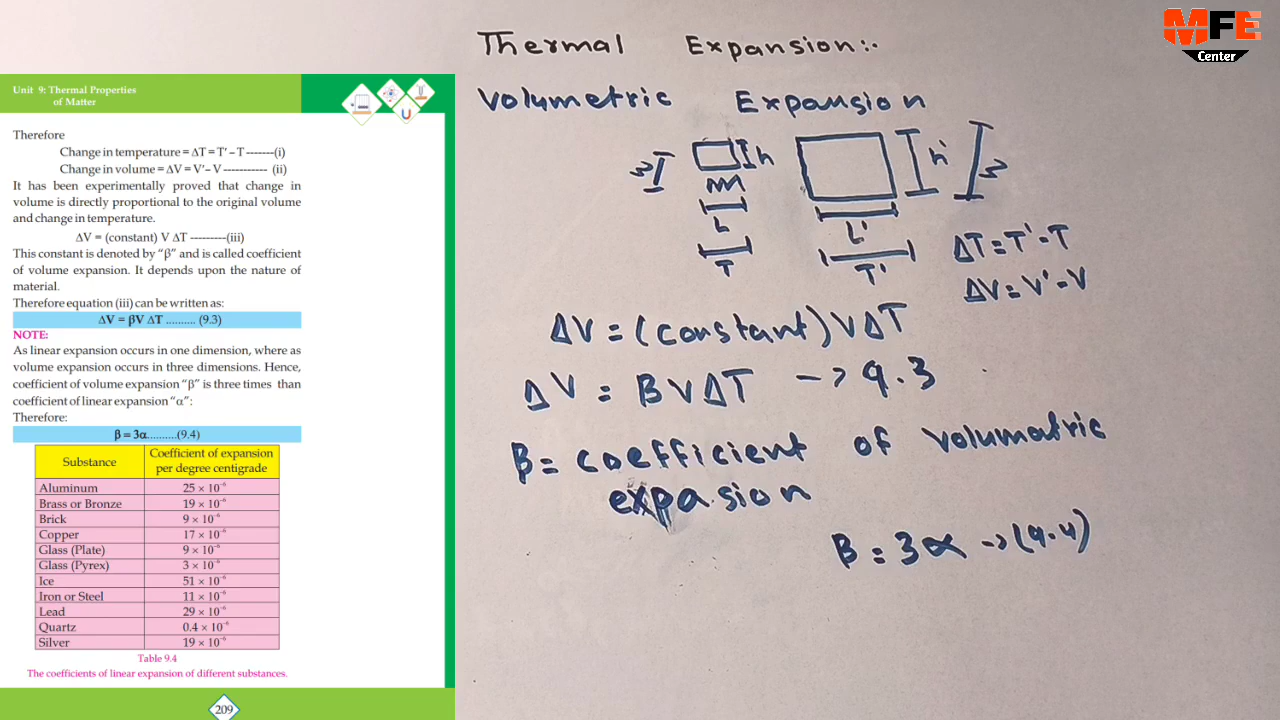 MFE
Center
Unit 9: Thermal Properties
of Matter
Therefore
Change in temperature = ΔT = T′ – T -------(i)
Change in volume = ΔV = V′– V ----------- (ii)
It has been experimentally proved that change in
volume is directly proportional to the original volume
and change in temperature.
ΔV = (constant) V ΔT ---------(iii)
This constant is denoted by “β” and is called coefficient
of volume expansion. It depends upon the nature of
material.
Therefore equation (iii) can be written as:
ΔV = βV ΔT .......... (9.3)
NOTE:
As linear expansion occurs in one dimension, where as
volume expansion occurs in three dimensions. Hence,
coefficient of volume expansion “β” is three times than
coefficient of linear expansion “α”:
Therefore:
β = 3α..........(9.4)
Substance Coefficient of expansion per degree centigrade
Aluminum 25 × 10⁻⁶
Brass or Bronze 19 × 10⁻⁶
Brick 9 × 10⁻⁶
Copper 17 × 10⁻⁶
Glass (Plate) 9 × 10⁻⁶
Glass (Pyrex) 3 × 10⁻⁶
Ice 51 × 10⁻⁶
Iron or Steel 11 × 10⁻⁶
Lead 29 × 10⁻⁶
Quartz 0.4 × 10⁻⁶
Silver 19 × 10⁻⁶
Table 9.4
The coefficients of linear expansion of different substances.
209
Thermal Expansion:.
Volumetric Expansion
w h h' w
L L'
T T'
ΔT = T' - T
ΔV = V' - V
ΔV = (constant) V ΔT
ΔV = β V ΔT → 9.3
β = coefficient of volumatric
expasion
β = 3α → (9.4)